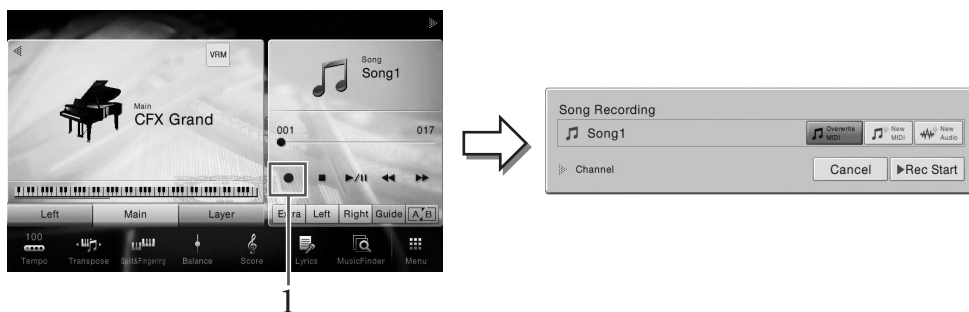 VRM
Main
CFX Grand
Song
Song1
001 017
Left Main Layer
Extra Left Right Guide A B
100
Tempo Transpose Split&Fingering Balance Score Lyrics MusicFinder Menu
1
Song Recording
Song1
Overwrite
MIDI
New
MIDI
New
Audio
Channel
Cancel Rec Start